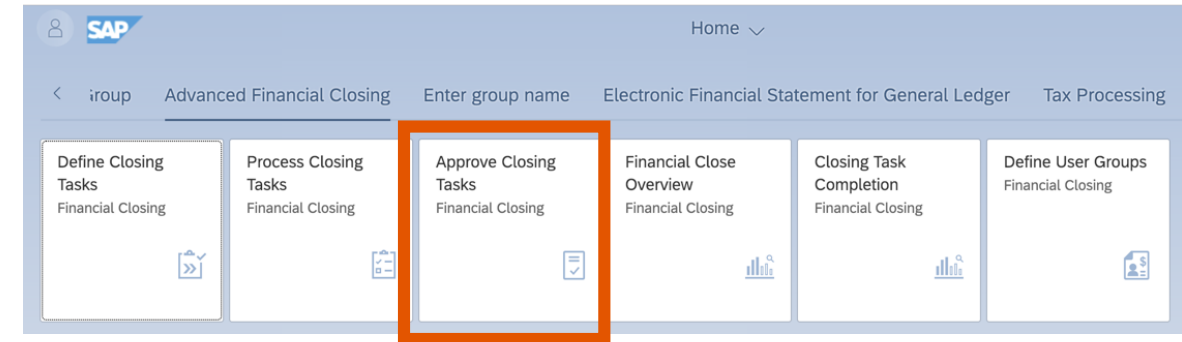 SAP
Home
iroup Advanced Financial Closing Enter group name Electronic Financial Statement for General Ledger Tax Processing
Define Closing
Tasks
Financial Closing
Process Closing
Tasks
Financial Closing
Approve Closing
Tasks
Financial Closing
Financial Close
Overview
Financial Closing
Closing Task
Completion
Financial Closing
Define User Groups
Financial Closing